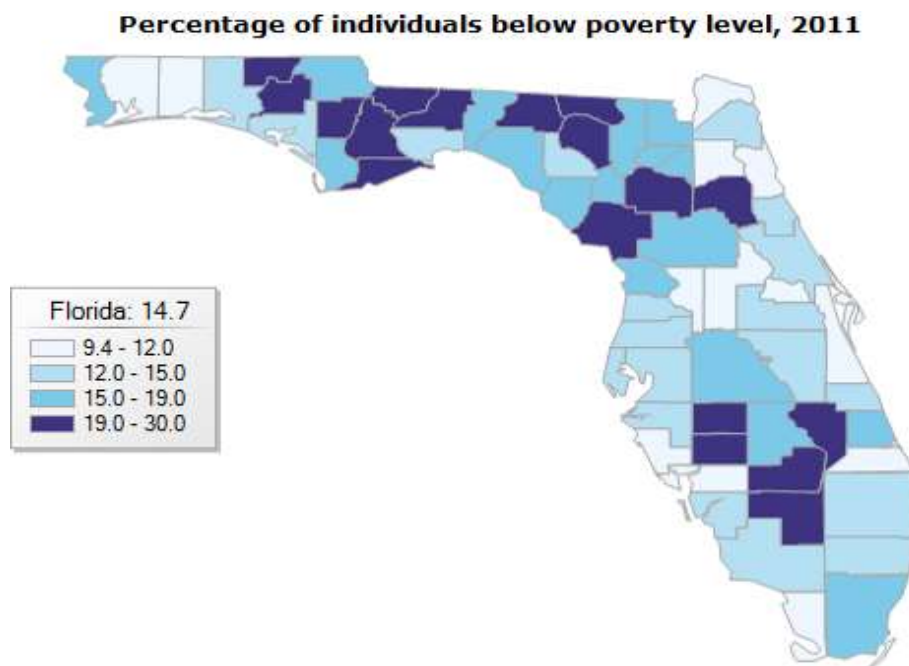 Percentage of individuals below poverty level, 2011
Florida: 14.7
9.4 - 12.0
12.0 - 15.0
15.0 - 19.0
19.0 - 30.0